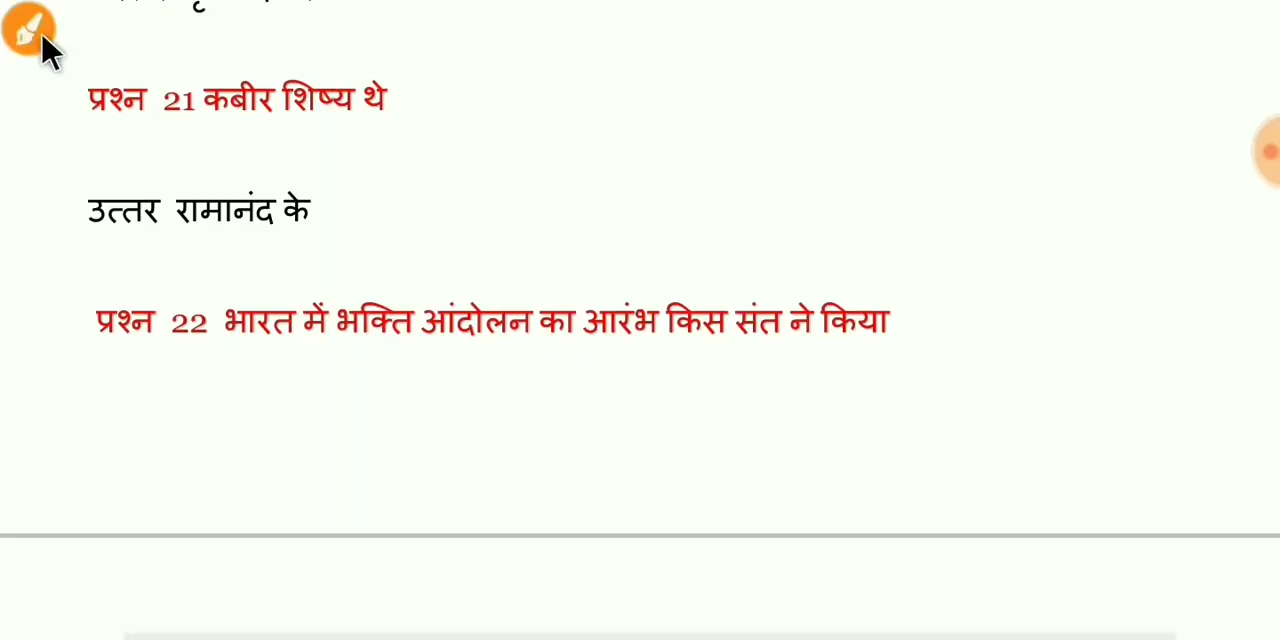 प्रश्न 21 कबीर शिष्य थे
उत्तर रामानंद के
प्रश्न 22 भारत में भक्ति आंदोलन का आरंभ किस संत ने किया